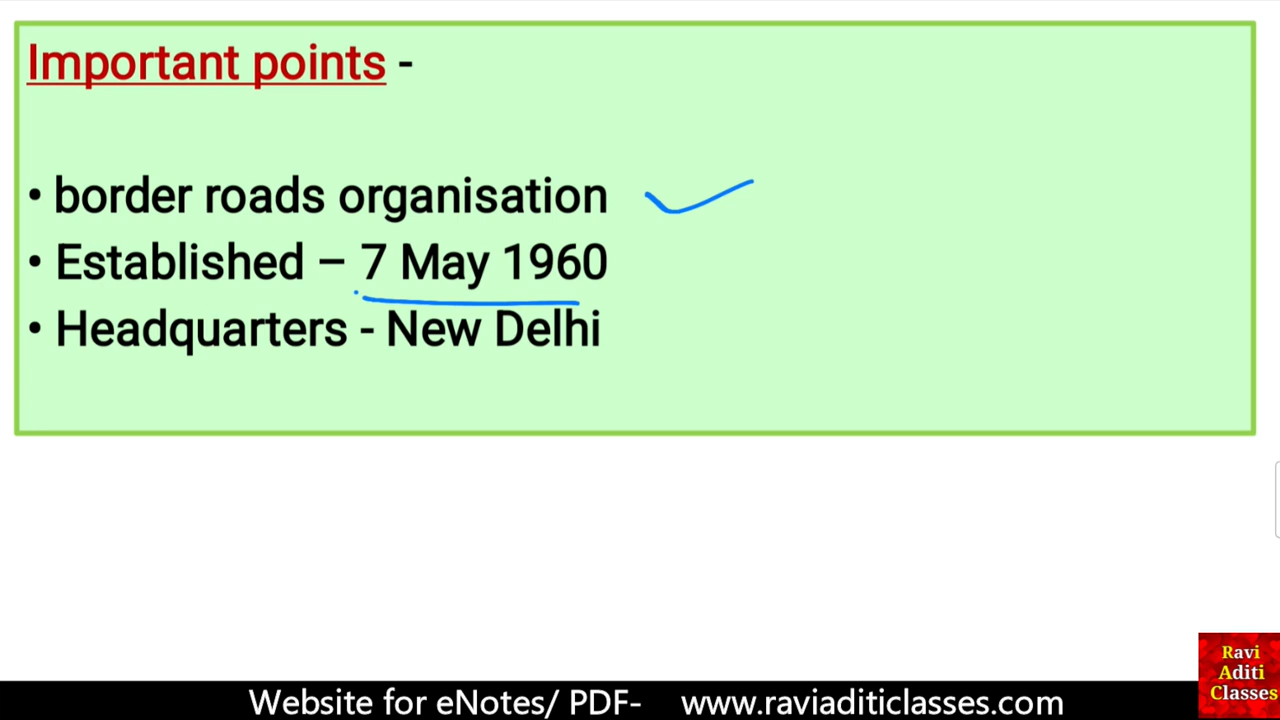 Important points -
• border roads organisation
• Established – 7 May 1960
• Headquarters - New Delhi
Ravi
Aditi
Classes
Website for eNotes/ PDF- www.raviaditiclasses.com